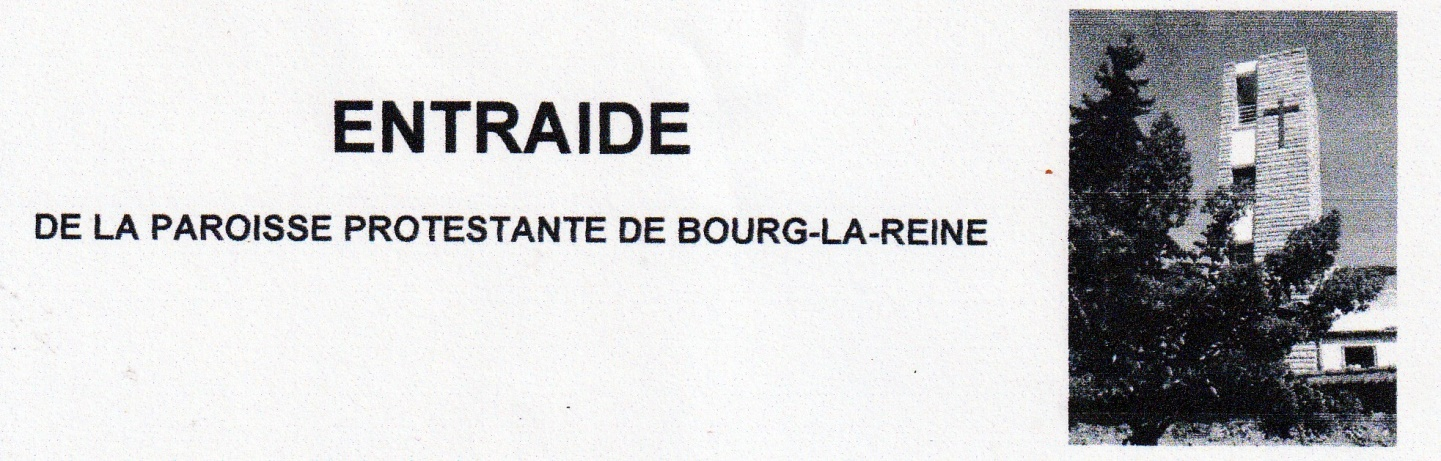 ENTRAIDE
DE LA PAROISSE PROTESTANTE DE BOURG-LA-REINE